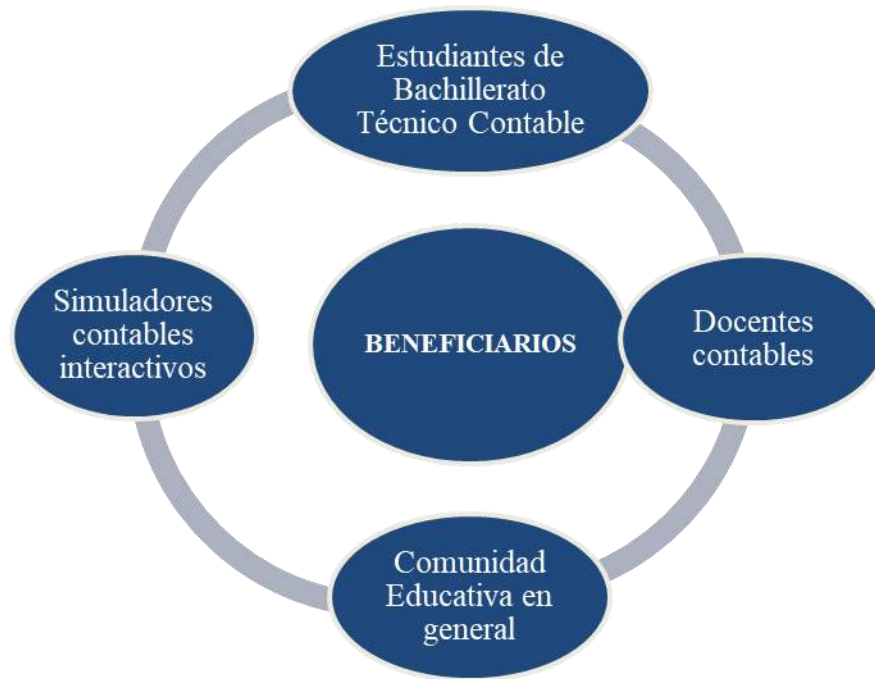 Estudiantes de
Bachillerato
Técnico Contable
Simuladores
contables
interactivos
BENEFICIARIOS
Docentes
contables
Comunidad
Educativa en
general